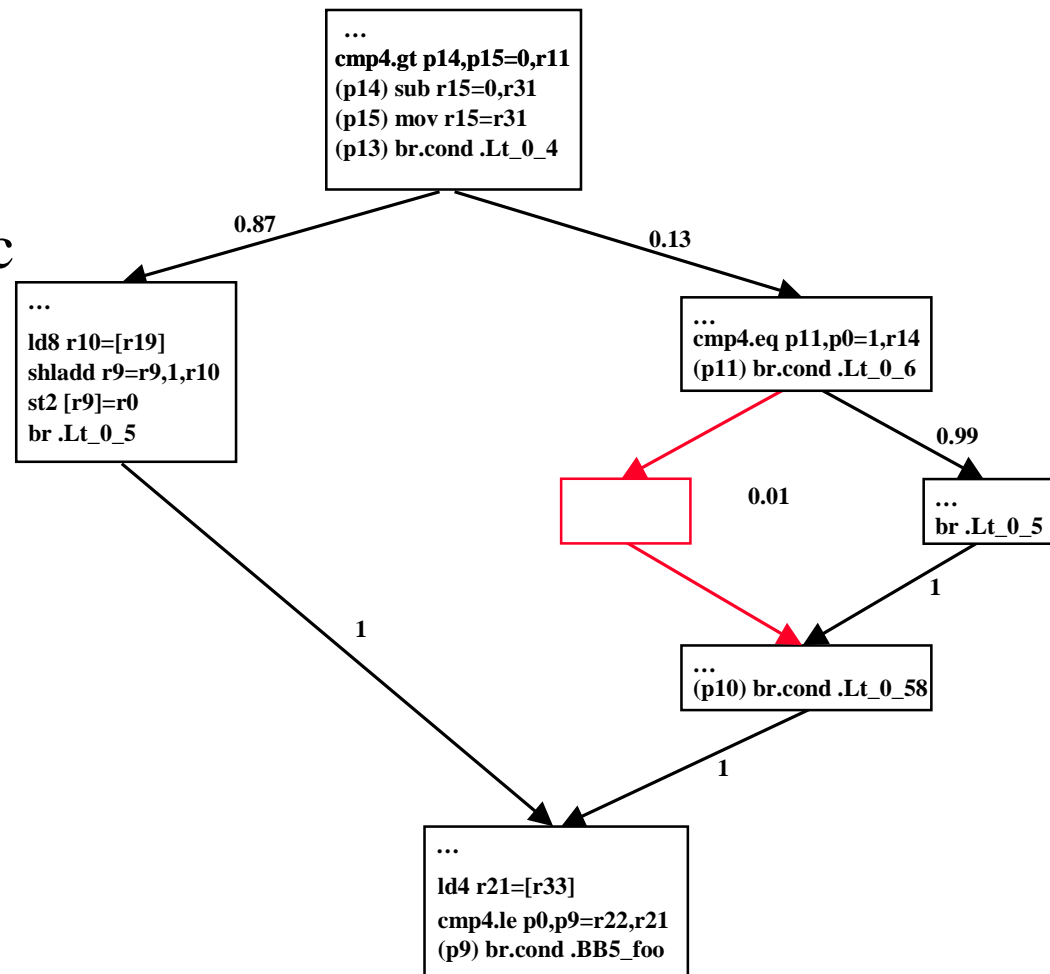 …
cmp4.gt p14,p15=0,r11
(p14) sub r15=0,r31
(p15) mov r15=r31
(p13) br.cond .Lt_0_4
0.87
0.13
c
…
ld8 r10=[r19]
shladd r9=r9,1,r10
st2 [r9]=r0
br .Lt_0_5
…
cmp4.eq p11,p0=1,r14
(p11) br.cond .Lt_0_6
0.99
0.01
…
br .Lt_0_5
1
1
…
(p10) br.cond .Lt_0_58
1
…
ld4 r21=[r33]
cmp4.le p0,p9=r22,r21
(p9) br.cond .BB5_foo